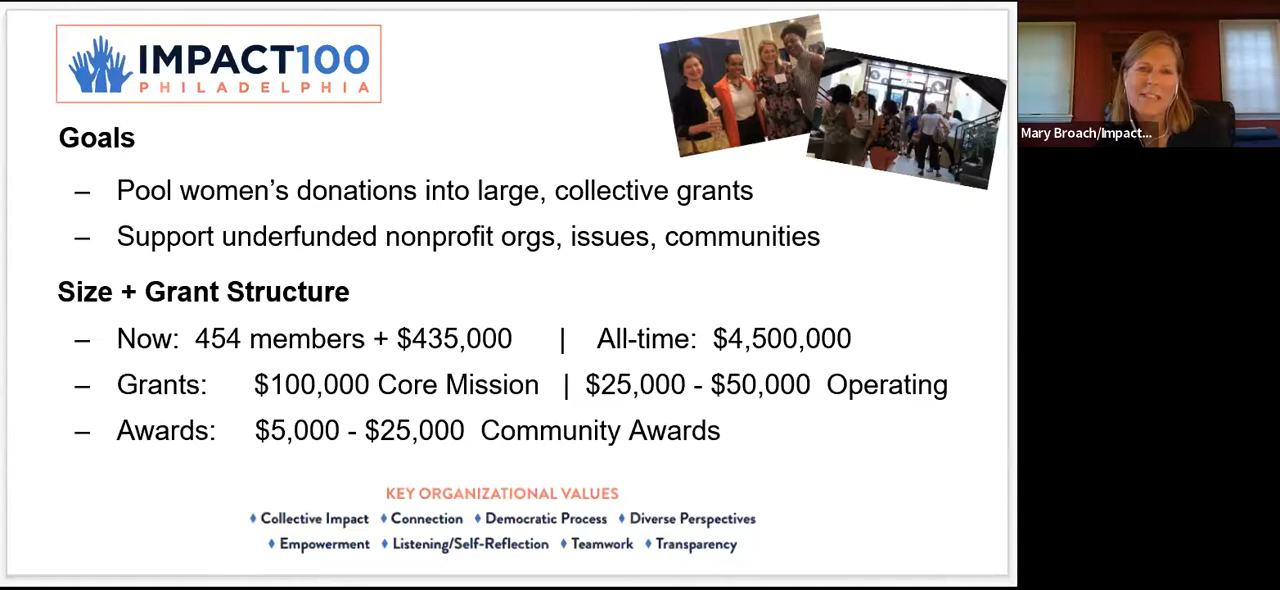 IMPACT100
PHILADELPHIA
Goals
– Pool women's donations into large, collective grants
– Support underfunded nonprofit orgs, issues, communities
Size + Grant Structure
– Now: 454 members + $435,000 | All-time: $4,500,000
– Grants: $100,000 Core Mission | $25,000 - $50,000 Operating
– Awards: $5,000 - $25,000 Community Awards
KEY ORGANIZATIONAL VALUES
♦ Collective Impact ♦ Connection ♦ Democratic Process ♦ Diverse Perspectives
♦ Empowerment ♦ Listening/Self-Reflection ♦ Teamwork ♦ Transparency
Mary Broach/Impact...